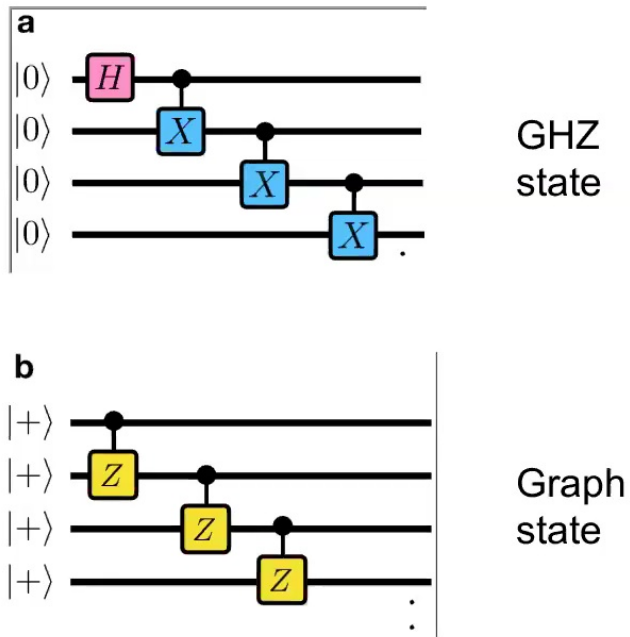 a
|0⟩ H
|0⟩ X
|0⟩ X
|0⟩ X
GHZ
state
b
|+⟩
|+⟩ Z
|+⟩ Z
|+⟩ Z
Graph
state